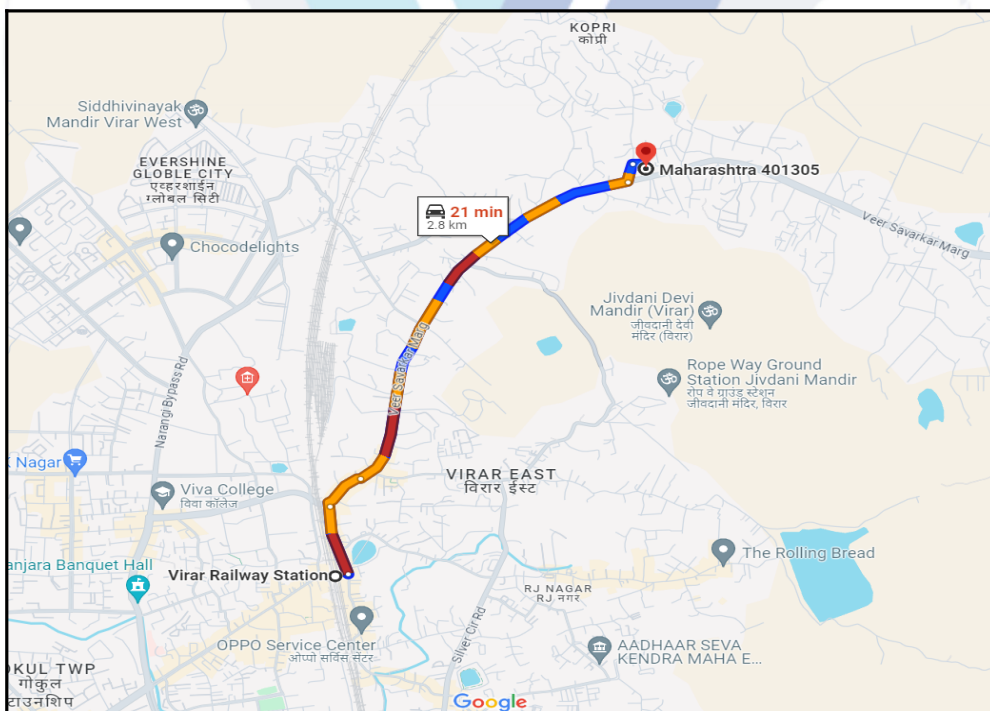 KOPRI
कोप्री
Siddhivinayak
Mandir Virar West
EVERSHINE
GLOBLE CITY
एव्हरशाईन
ग्लोबल सिटी
Maharashtra 401305
21 min
2.8 km
Veer Savarkar Marg
Chocodelights
Jivdani Devi
Mandir (Virar)
जीवदानी देवी
मंदिर (विरार)
Veer Savarkar Marg
Rope Way Ground
Station Jivdani Mandir
रोप वे ग्राउंड स्टेशन
जीवदानी मंदिर, विरार
Narangi Bypass Rd
K Nagar
VIRAR EAST
विरार ईस्ट
Viva College
विवा कॉलेज
The Rolling Bread
anjara Banquet Hall
Virar Railway Station
RJ NAGAR
RJ नगर
Silver Cir Rd
OPPO Service Center
ओप्पो सर्विस सेंटर
AADHAAR SEVA
KENDRA MAHA E...
OKUL TWP
गोकुल
टाउनशिप
Google